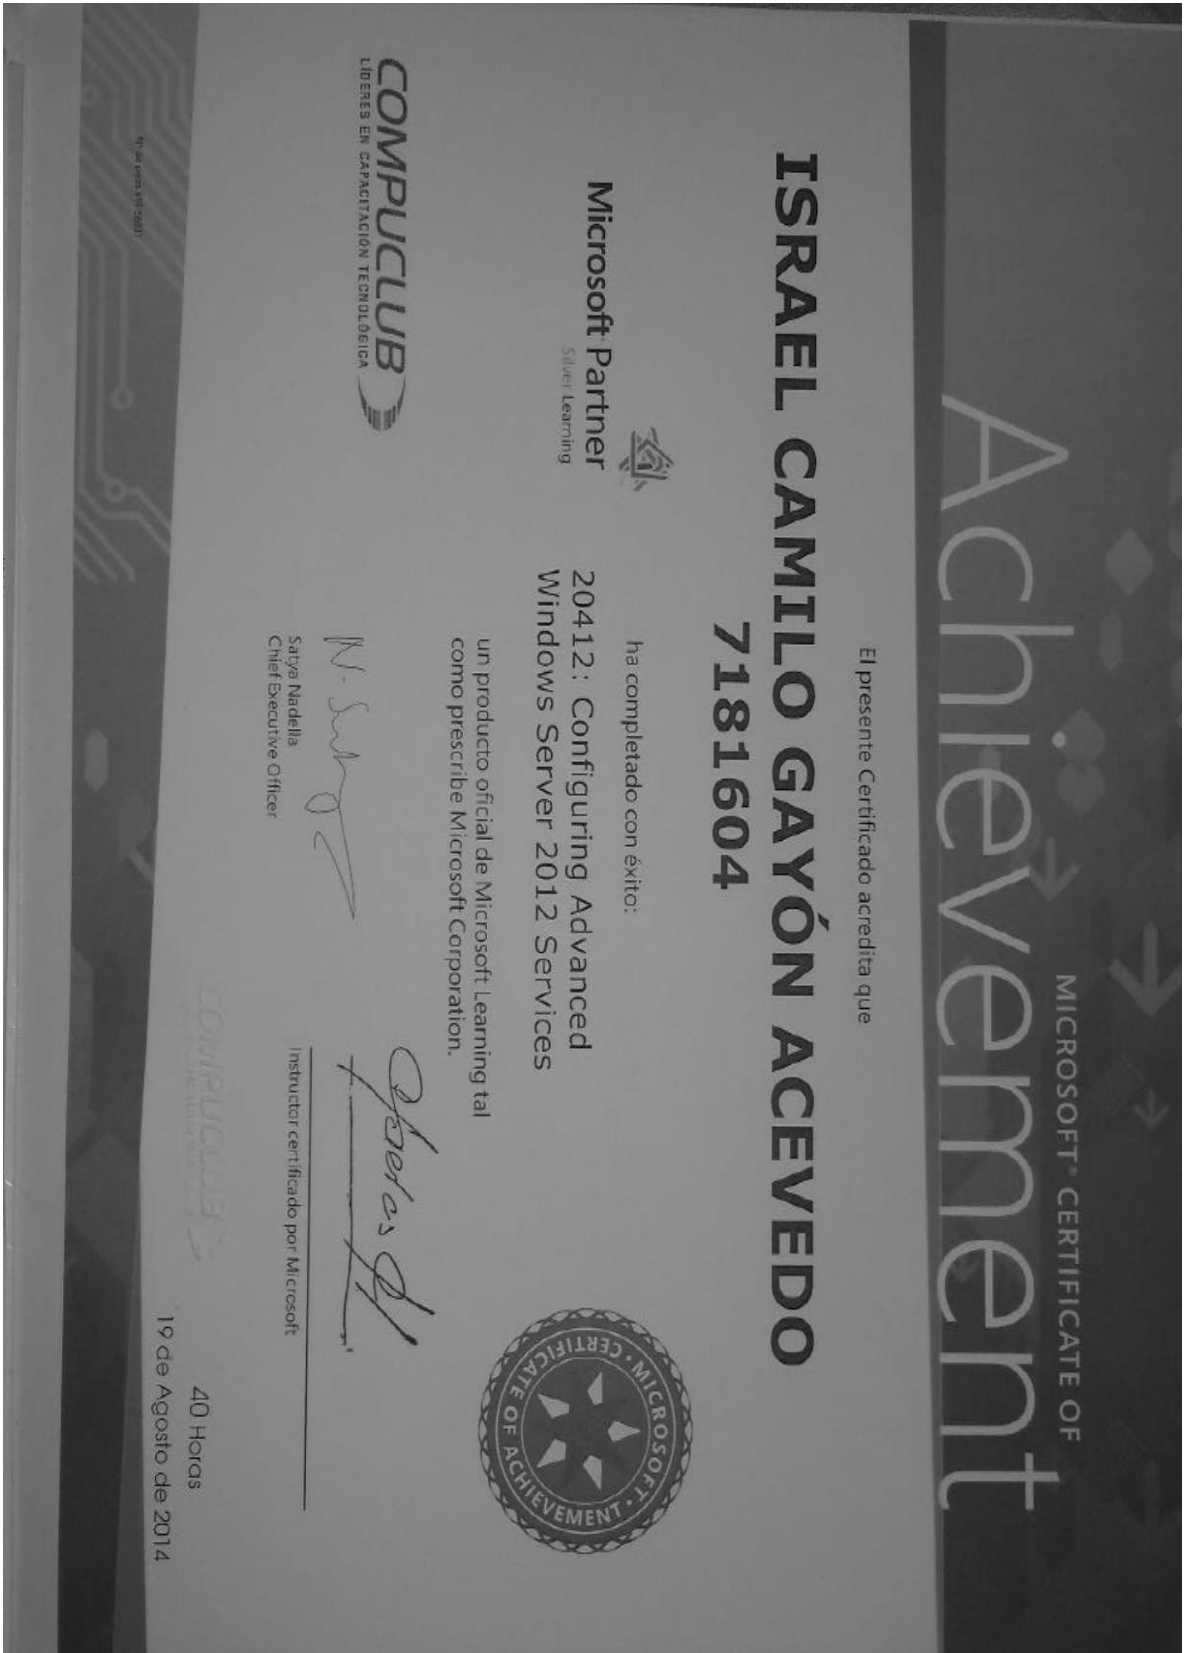 MICROSOFT® CERTIFICATE OF
Achievement
El presente Certificado acredita que
ISRAEL CAMILO GAYÓN ACEVEDO
7181604
ha completado con éxito:
Microsoft Partner
Silver Learning
20412: Configuring Advanced
Windows Server 2012 Services
un producto oficial de Microsoft Learning tal
como prescribe Microsoft Corporation.
MICROSOFT • CERTIFICATE OF ACHIEVEMENT •
COMPUCLUB
LÍDERES EN CAPACITACIÓN TECNOLÓGICA
Satya Nadella
Chief Executive Officer
Instructor certificado por Microsoft
COMPUCLUB
40 Horas
19 de Agosto de 2014